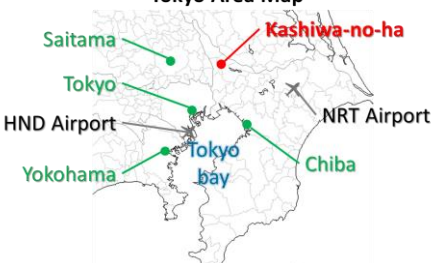 Tokyo Area Map
Kashiwa-no-ha
Saitama
Tokyo
HND Airport
NRT Airport
Tokyo
bay
Chiba
Yokohama